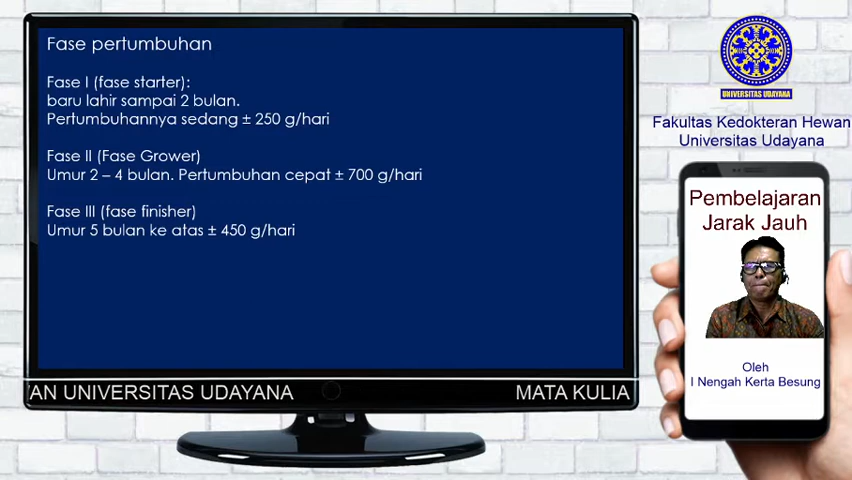 Fase pertumbuhan
Fase I (fase starter):
baru lahir sampai 2 bulan.
Pertumbuhannya sedang ± 250 g/hari
Fase II (Fase Grower)
Umur 2 – 4 bulan. Pertumbuhan cepat ± 700 g/hari
Fase III (fase finisher)
Umur 5 bulan ke atas ± 450 g/hari
AN UNIVERSITAS UDAYANA
MATA KULIA
UNIVERSITAS UDAYANA
Fakultas Kedokteran Hewan
Universitas Udayana
Pembelajaran
Jarak Jauh
Oleh
I Nengah Kerta Besung